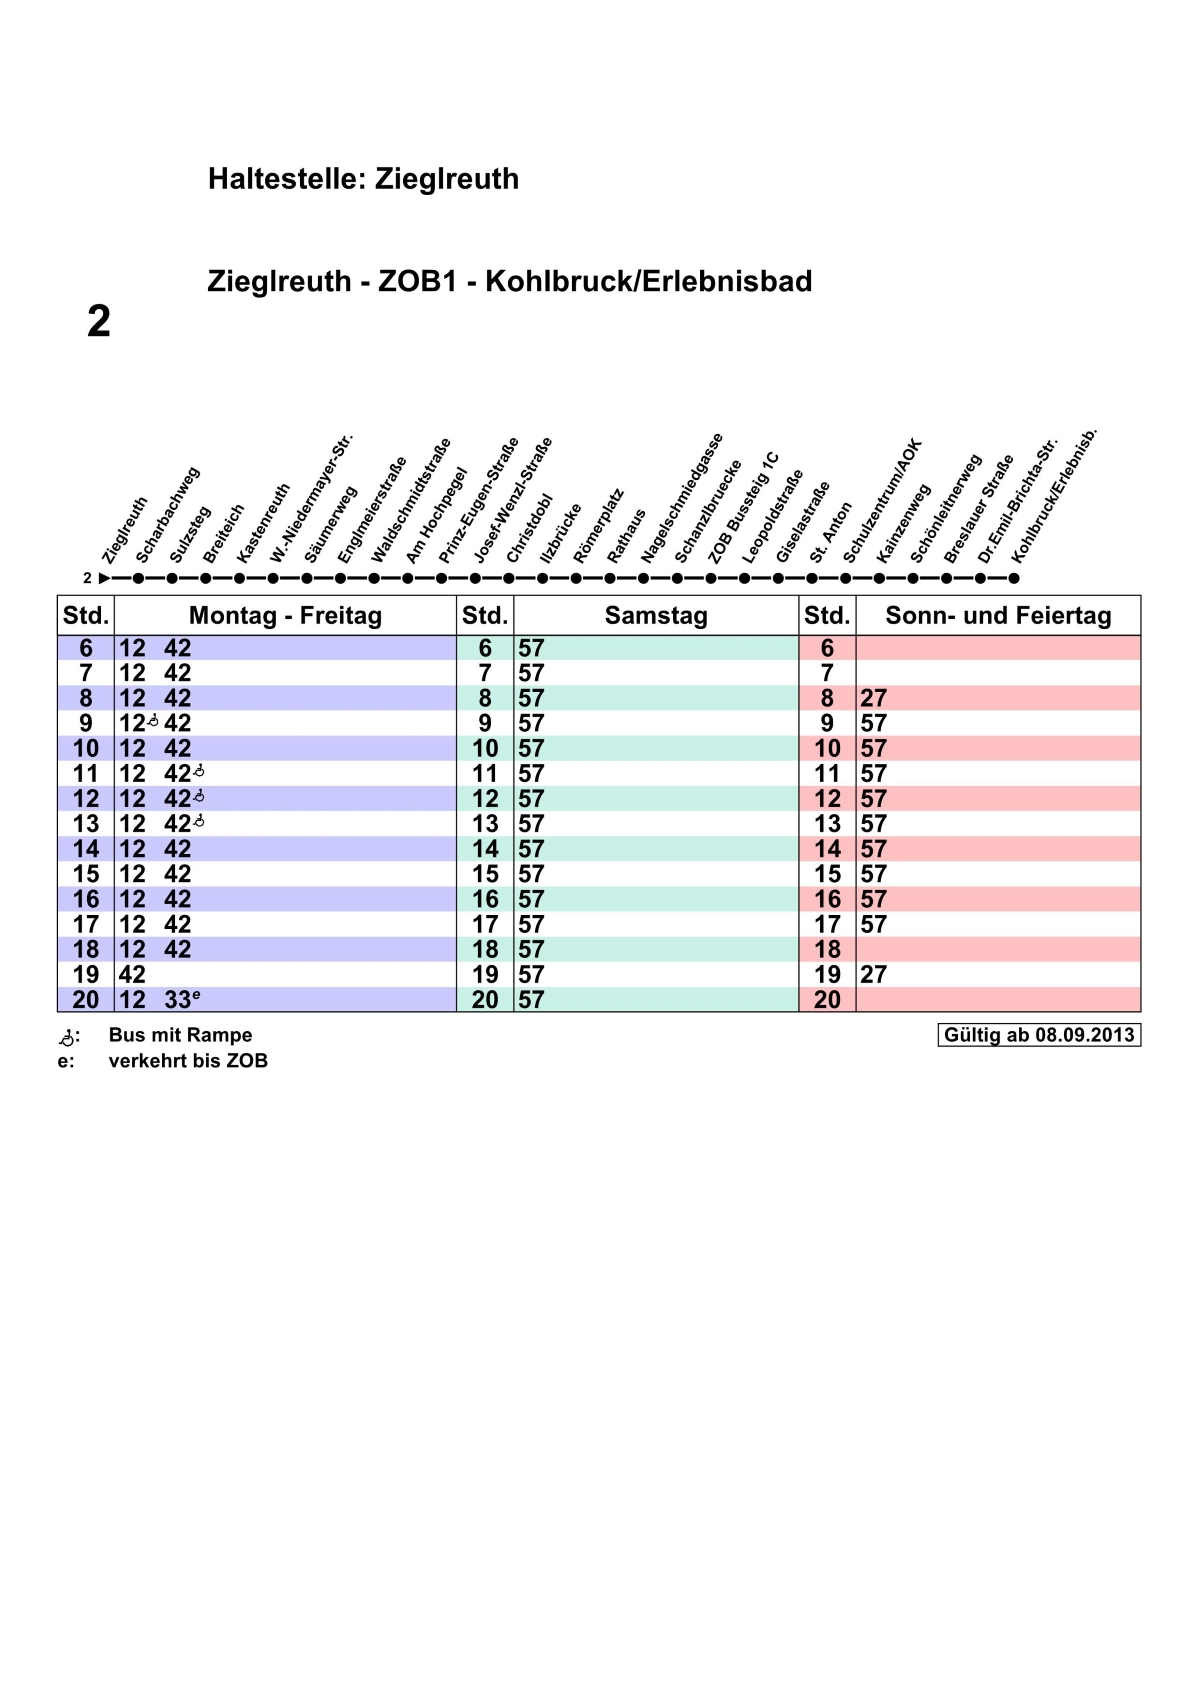 Haltestelle: Zieglreuth
Zieglreuth - ZOB1 - Kohlbruck/Erlebnisbad
2
Zieglreuth
Scharbachweg
Sulzsteg
Breiteich
Kastenreuth
W.-Niedermayer-Str.
Säumerweg
Englmeierstraße
Waldschmidtstraße
Am Hochpegel
Prinz-Eugen-Straße
Josef-Wenzl-Straße
Christdobl
Ilzbrücke
Römerplatz
Rathaus
Nagelschmiedgasse
Schanzlbruecke
ZOB Bussteig 1C
Leopoldstraße
Giselastraße
St. Anton
Schulzentrum/AOK
Kainzenweg
Schönleitnerweg
Breslauer Straße
Dr.Emil-Brichta-Str.
Kohlbruck/Erlebnisb.
2
Std. Montag - Freitag Std. Samstag Std. Sonn- und Feiertag
6 12 42 6 57 6
7 12 42 7 57 7
8 12 42 8 57 8 27
9 12 42 9 57 9 57
10 12 42 10 57 10 57
11 12 42 11 57 11 57
12 12 42 12 57 12 57
13 12 42 13 57 13 57
14 12 42 14 57 14 57
15 12 42 15 57 15 57
16 12 42 16 57 16 57
17 12 42 17 57 17 57
18 12 42 18 57 18
19 42 19 57 19 27
20 12 33e 20 57 20
: Bus mit Rampe Gültig ab 08.09.2013
e: verkehrt bis ZOB